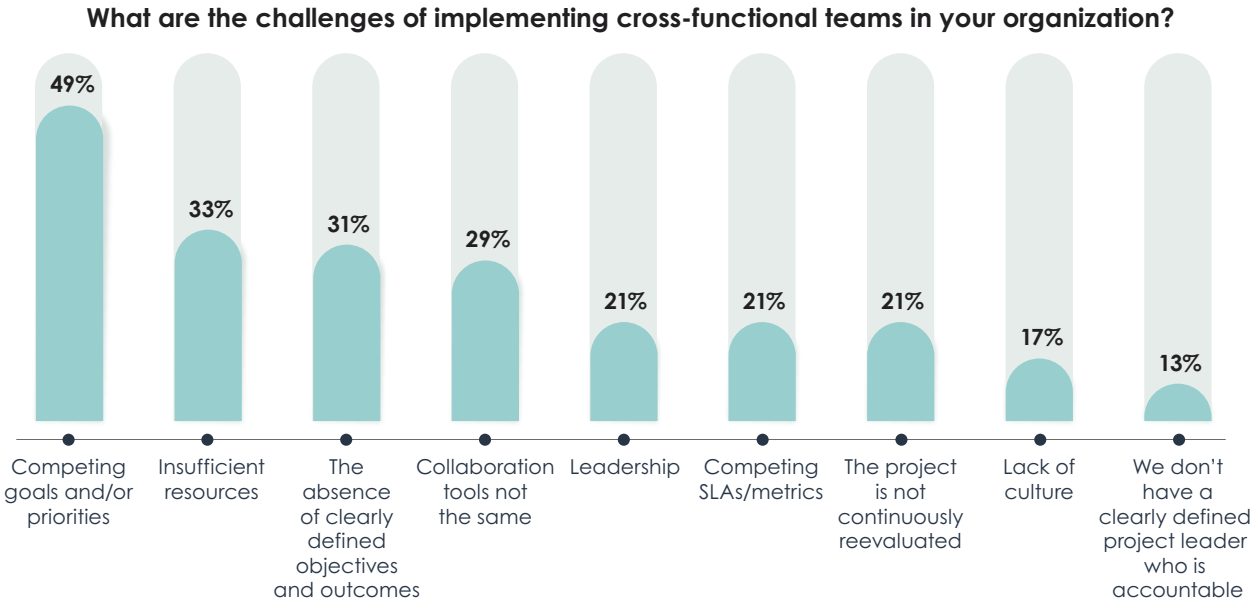 What are the challenges of implementing cross-functional teams in your organization?
49%
33%
31%
29%
21%
21%
21%
17%
13%
Competing
goals and/or
priorities
Insufficient
resources
The
absence
of clearly
defined
objectives
and outcomes
Collaboration
tools not
the same
Leadership
Competing
SLAs/metrics
The project
is not
continuously
reevaluated
Lack of
culture
We don’t
have a
clearly defined
project leader
who is
accountable